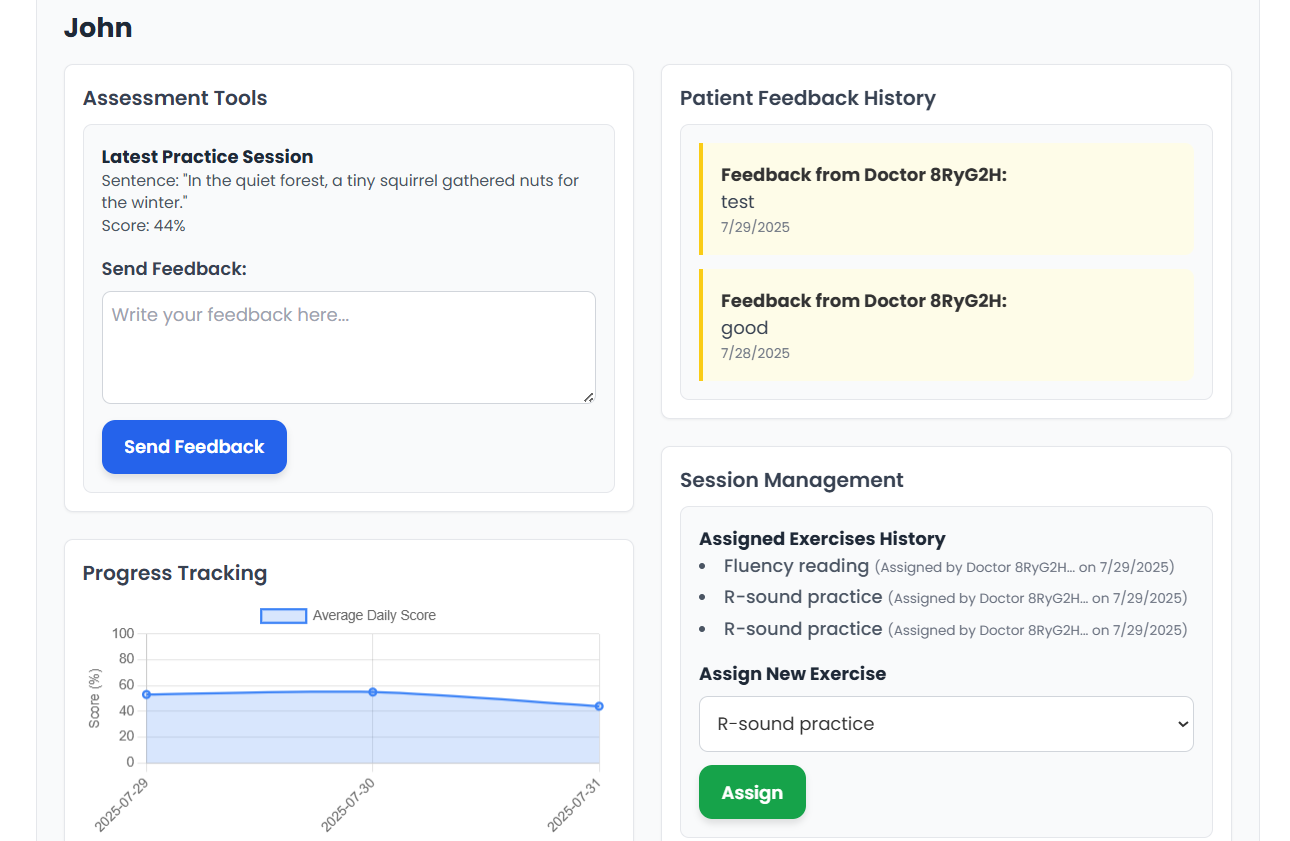 John
Assessment Tools
Latest Practice Session
Sentence: "In the quiet forest, a tiny squirrel gathered nuts for
the winter."
Score: 44%
Send Feedback:
Write your feedback here...
Send Feedback
Progress Tracking
Average Daily Score
Score (%)
100
80
60
40
20
0
2025-07-29
2025-07-30
2025-07-31
Patient Feedback History
Feedback from Doctor 8RyG2H:
test
7/29/2025
Feedback from Doctor 8RyG2H:
good
7/28/2025
Session Management
Assigned Exercises History
• Fluency reading (Assigned by Doctor 8RyG2H... on 7/29/2025)
• R-sound practice (Assigned by Doctor 8RyG2H... on 7/29/2025)
• R-sound practice (Assigned by Doctor 8RyG2H... on 7/29/2025)
Assign New Exercise
R-sound practice
Assign